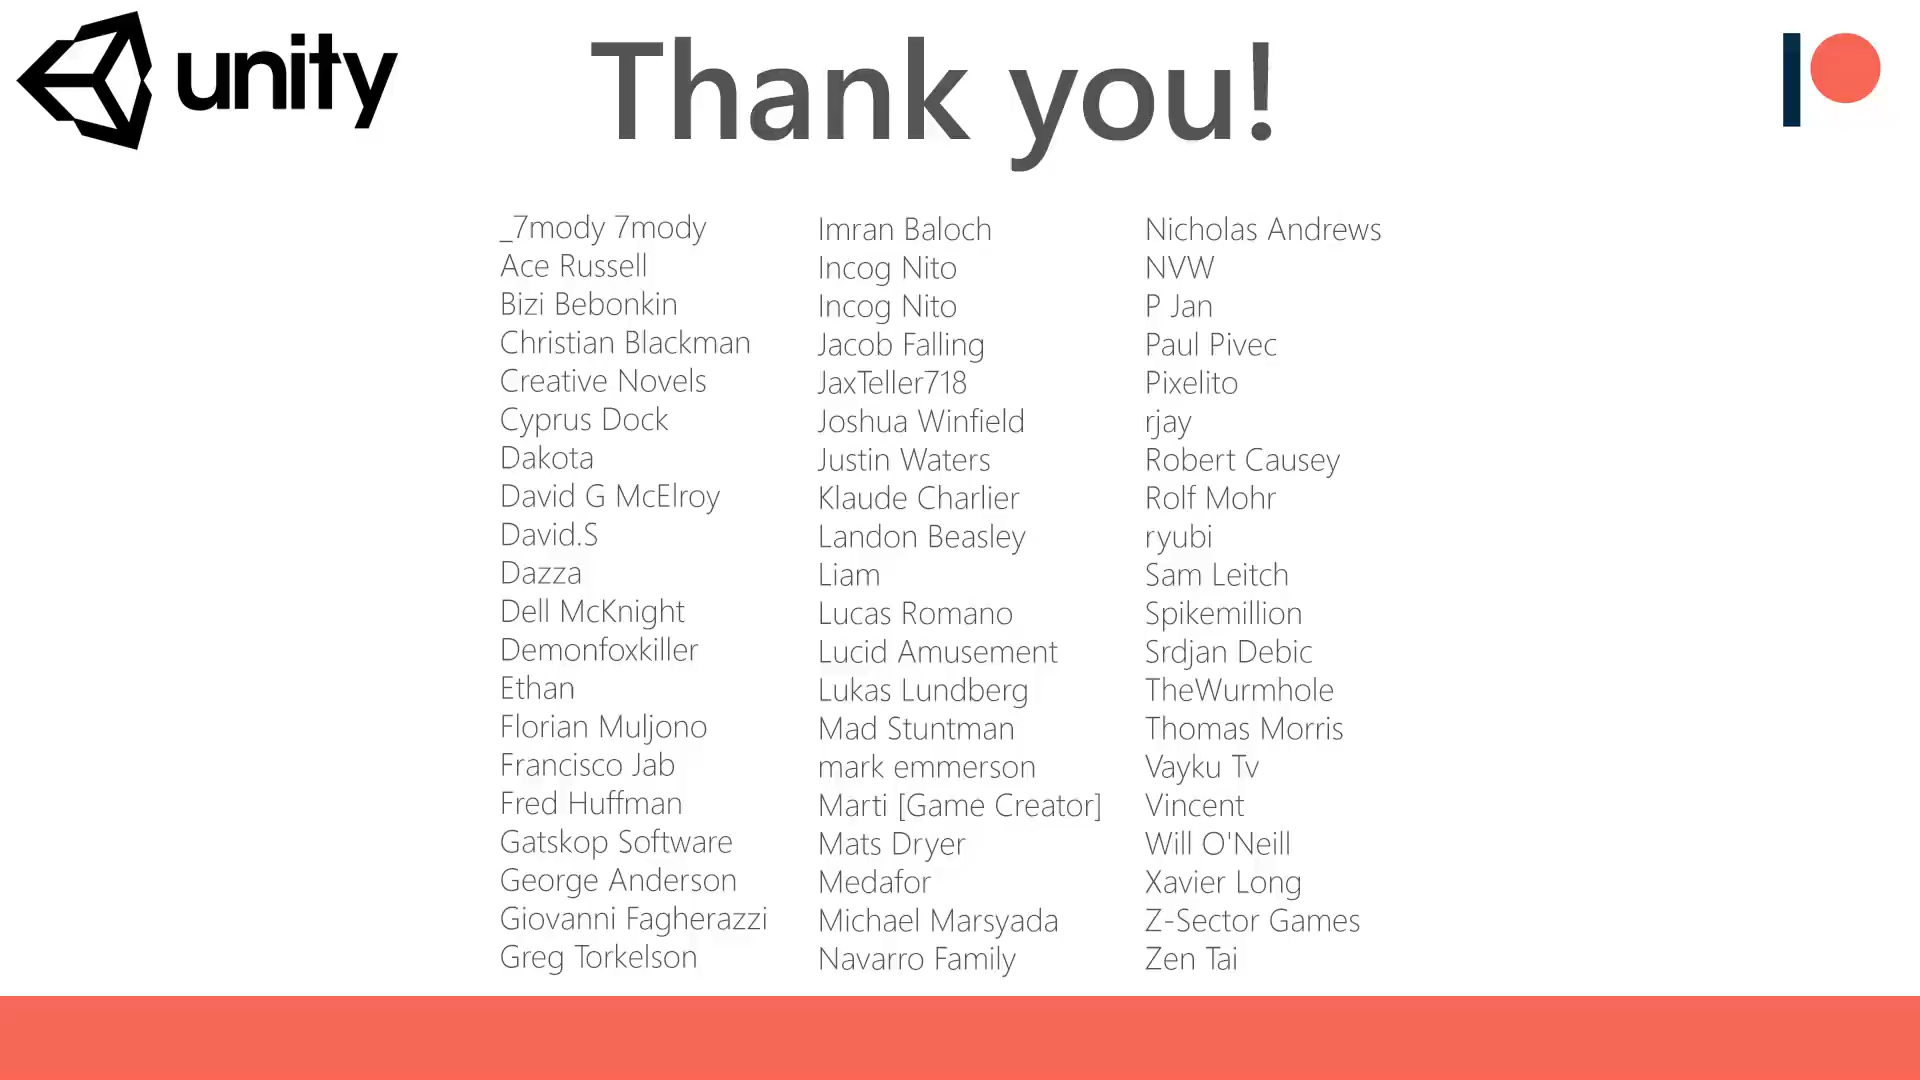 unity
Thank you!
_7mody 7mody
Ace Russell
Bizi Bebonkin
Christian Blackman
Creative Novels
Cyprus Dock
Dakota
David G McElroy
David.S
Dazza
Dell McKnight
Demonfoxkiller
Ethan
Florian Muljono
Francisco Jab
Fred Huffman
Gatskop Software
George Anderson
Giovanni Fagherazzi
Greg Torkelson
Imran Baloch
Incog Nito
Incog Nito
Jacob Falling
JaxTeller718
Joshua Winfield
Justin Waters
Klaude Charlier
Landon Beasley
Liam
Lucas Romano
Lucid Amusement
Lukas Lundberg
Mad Stuntman
mark emmerson
Marti [Game Creator]
Mats Dryer
Medafor
Michael Marsyada
Navarro Family
Nicholas Andrews
NVW
P Jan
Paul Pivec
Pixelito
rjay
Robert Causey
Rolf Mohr
ryubi
Sam Leitch
Spikemillion
Srdjan Debic
TheWurmhole
Thomas Morris
Vayku Tv
Vincent
Will O'Neill
Xavier Long
Z-Sector Games
Zen Tai